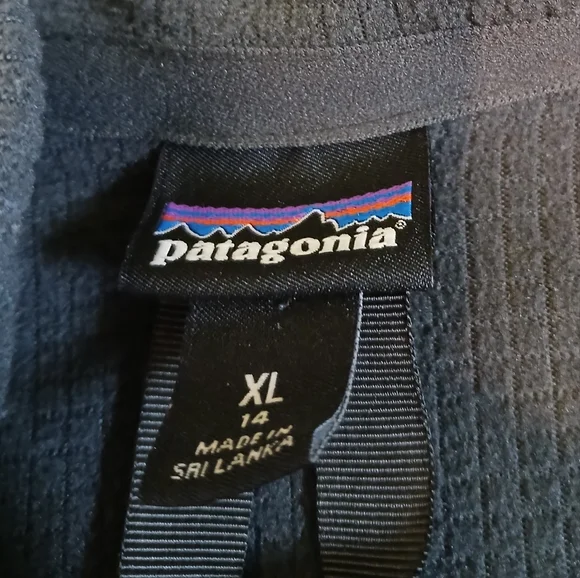 patagonia®
XL
14
MADE IN
SRI LANKA